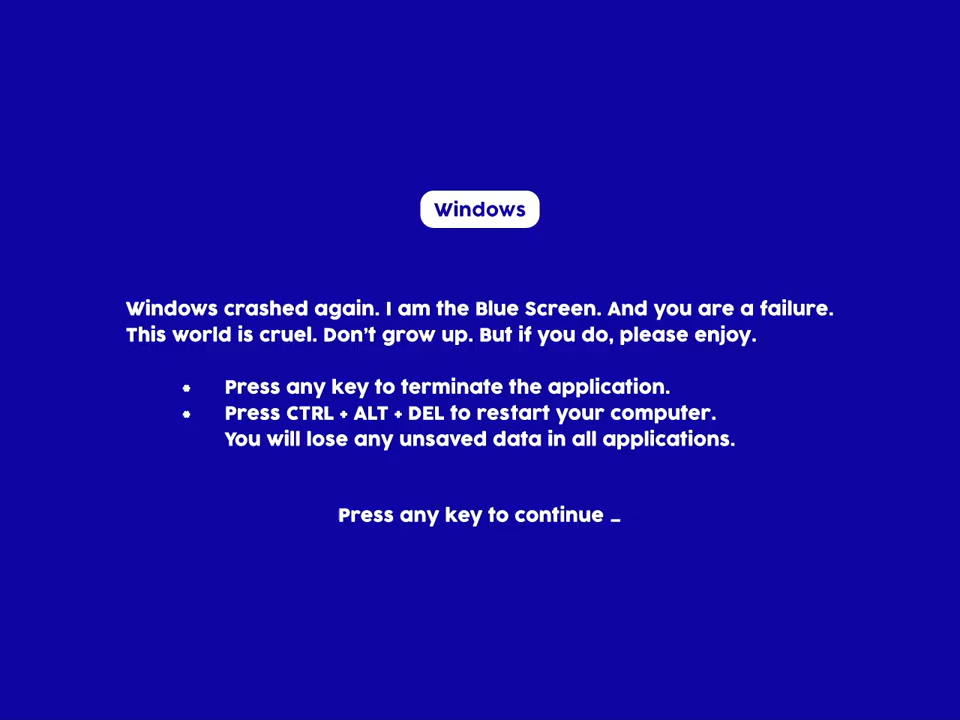 Windows
Windows crashed again. I am the Blue Screen. And you are a failure.
This world is cruel. Don’t grow up. But if you do, please enjoy.
* Press any key to terminate the application.
* Press CTRL + ALT + DEL to restart your computer.
You will lose any unsaved data in all applications.
Press any key to continue _